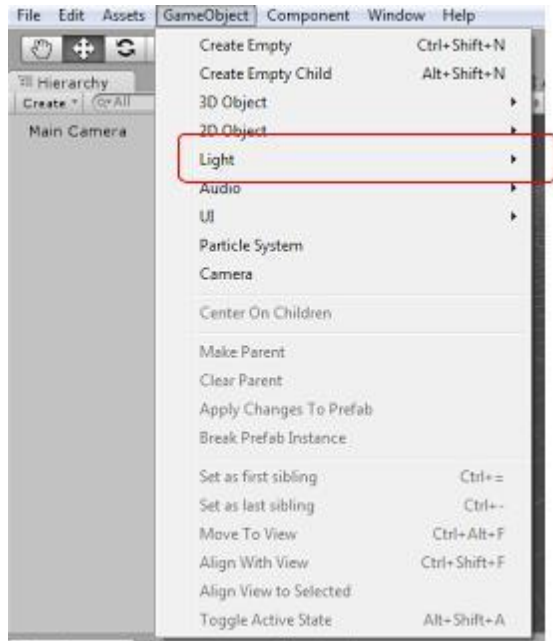 File Edit Assets GameObject Component Window Help
Hierarchy
Create All
Main Camera
Create Empty Ctrl+Shift+N
Create Empty Child Alt+Shift+N
3D Object
2D Object
Light
Audio
UI
Particle System
Camera
Center On Children
Make Parent
Clear Parent
Apply Changes To Prefab
Break Prefab Instance
Set as first sibling Ctrl+=
Set as last sibling Ctrl+-
Move To View Ctrl+Alt+F
Align With View Ctrl+Shift+F
Align View to Selected
Toggle Active State Alt+Shift+A